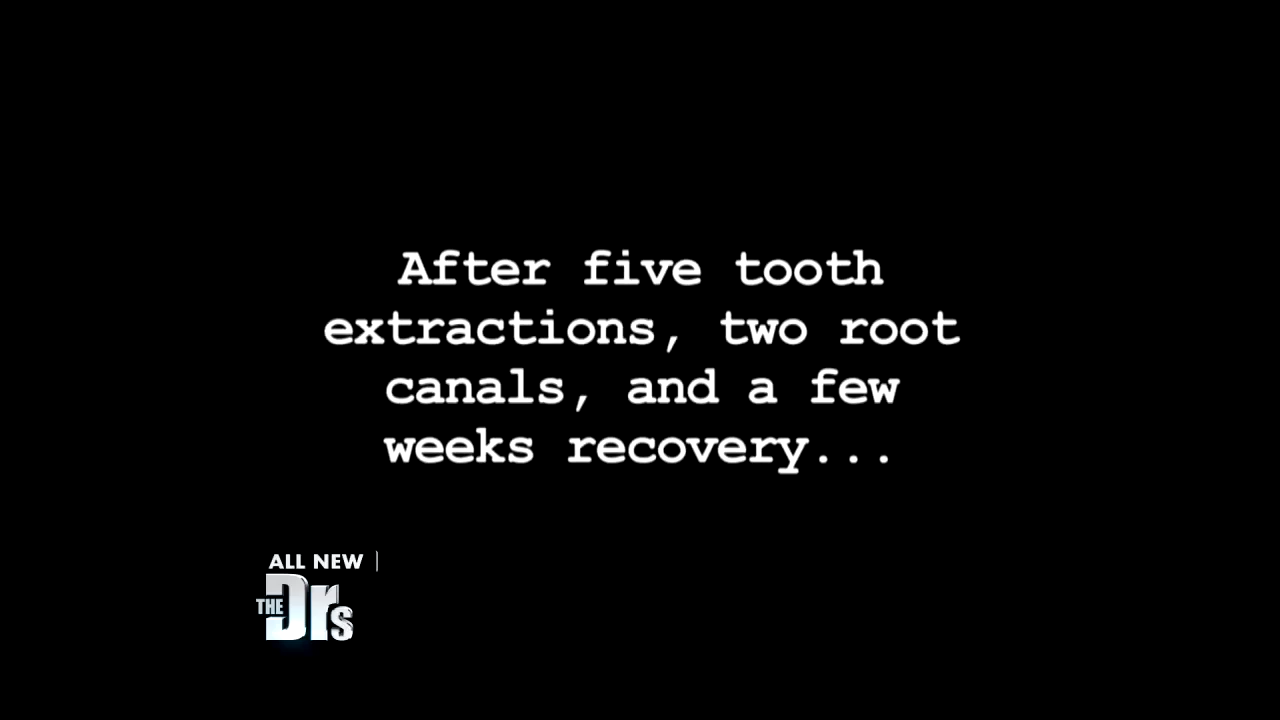 After five tooth
extractions, two root
canals, and a few
weeks recovery...
ALL NEW
THE Drs